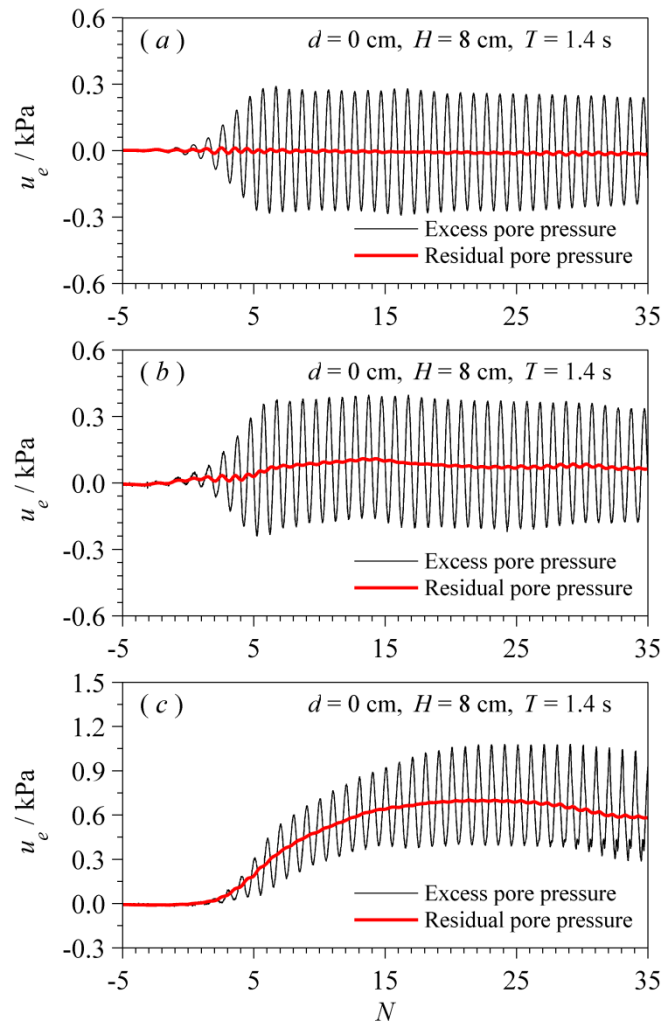 0.6
( a ) d = 0 cm, H = 8 cm, T = 1.4 s
0.3
0.0
-0.3
-0.6
u_e / kPa
Excess pore pressure
Residual pore pressure
-5 5 15 25 35
0.6
( b ) d = 0 cm, H = 8 cm, T = 1.4 s
0.3
0.0
-0.3
-0.6
u_e / kPa
Excess pore pressure
Residual pore pressure
-5 5 15 25 35
1.5
( c ) d = 0 cm, H = 8 cm, T = 1.4 s
1.2
0.9
0.6
0.3
0.0
-0.3
u_e / kPa
Excess pore pressure
Residual pore pressure
-5 5 15 25 35
N